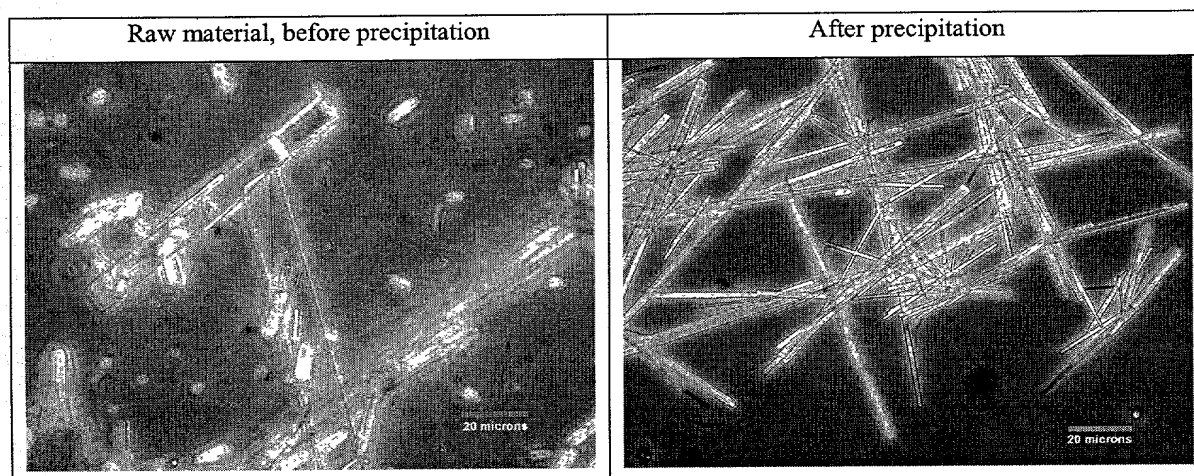 Raw material, before precipitation
After precipitation
20 microns
20 microns